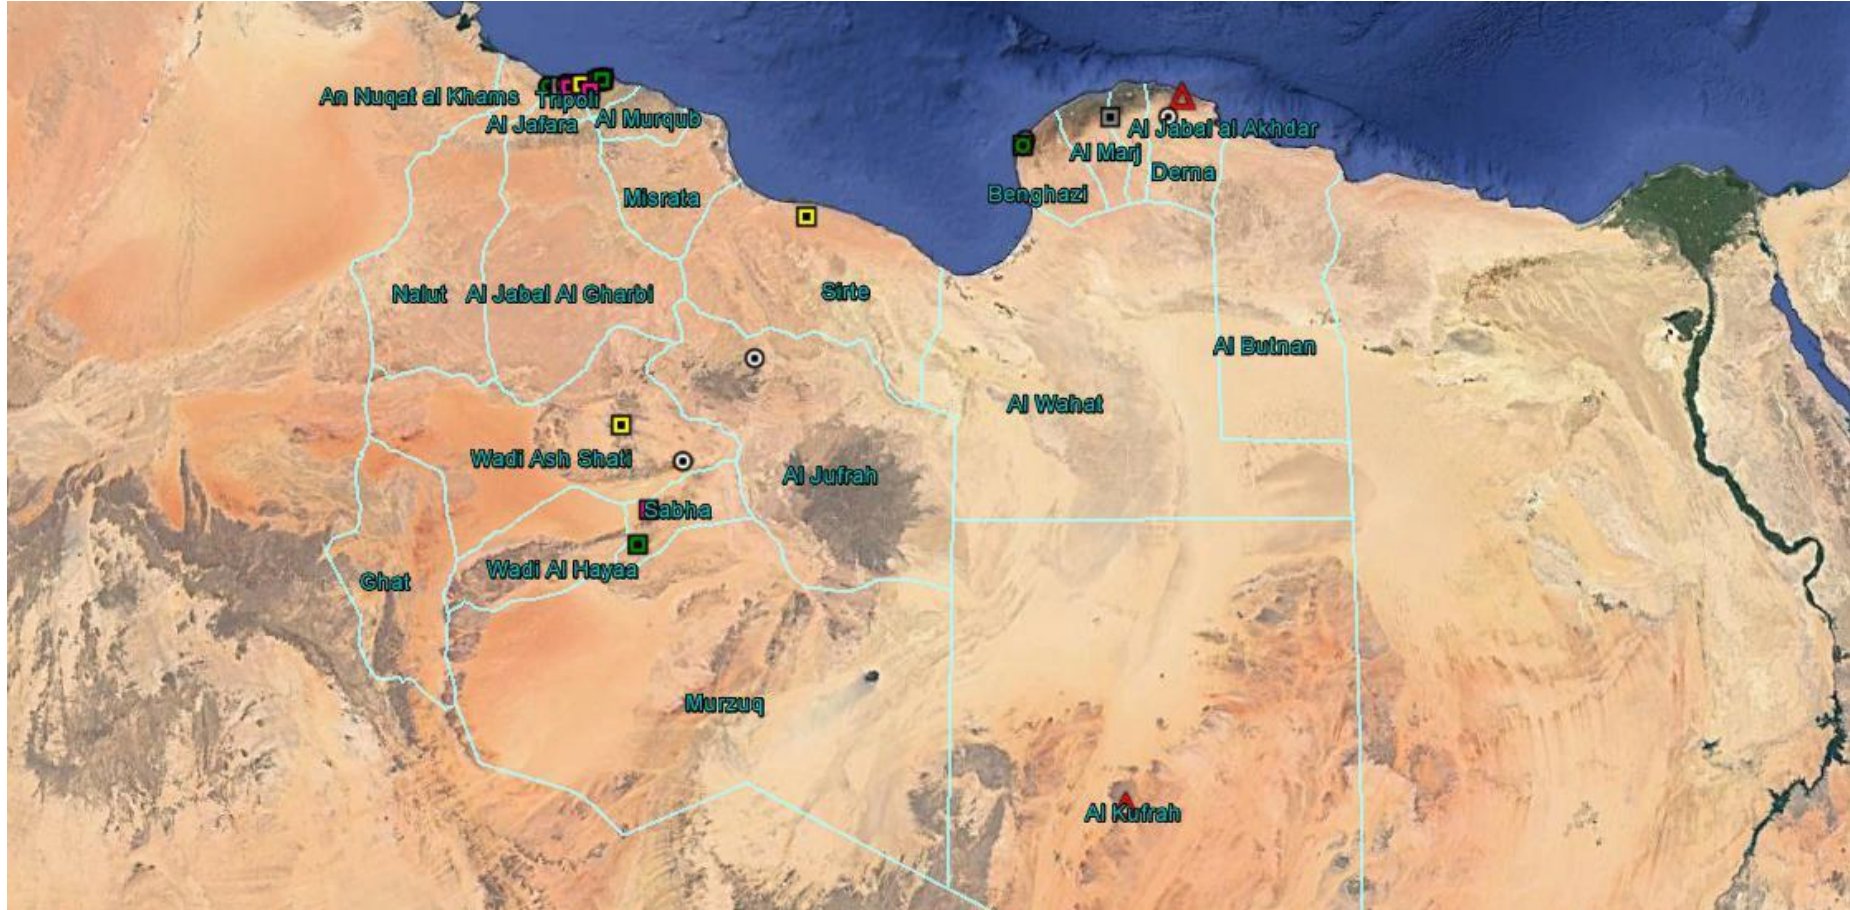 An Nuqat al Khams
Tripoli
Al Jafara
Al Murqub
Al Jabal al Akhdar
Al Marj
Derna
Benghazi
Misrata
Nalut
Al Jabal Al Gharbi
Sirte
Al Butnan
Al Wahat
Wadi Ash Shati
Al Jufrah
Sabha
Wadi Al Hayaa
Ghat
Murzuq
Al Kufrah